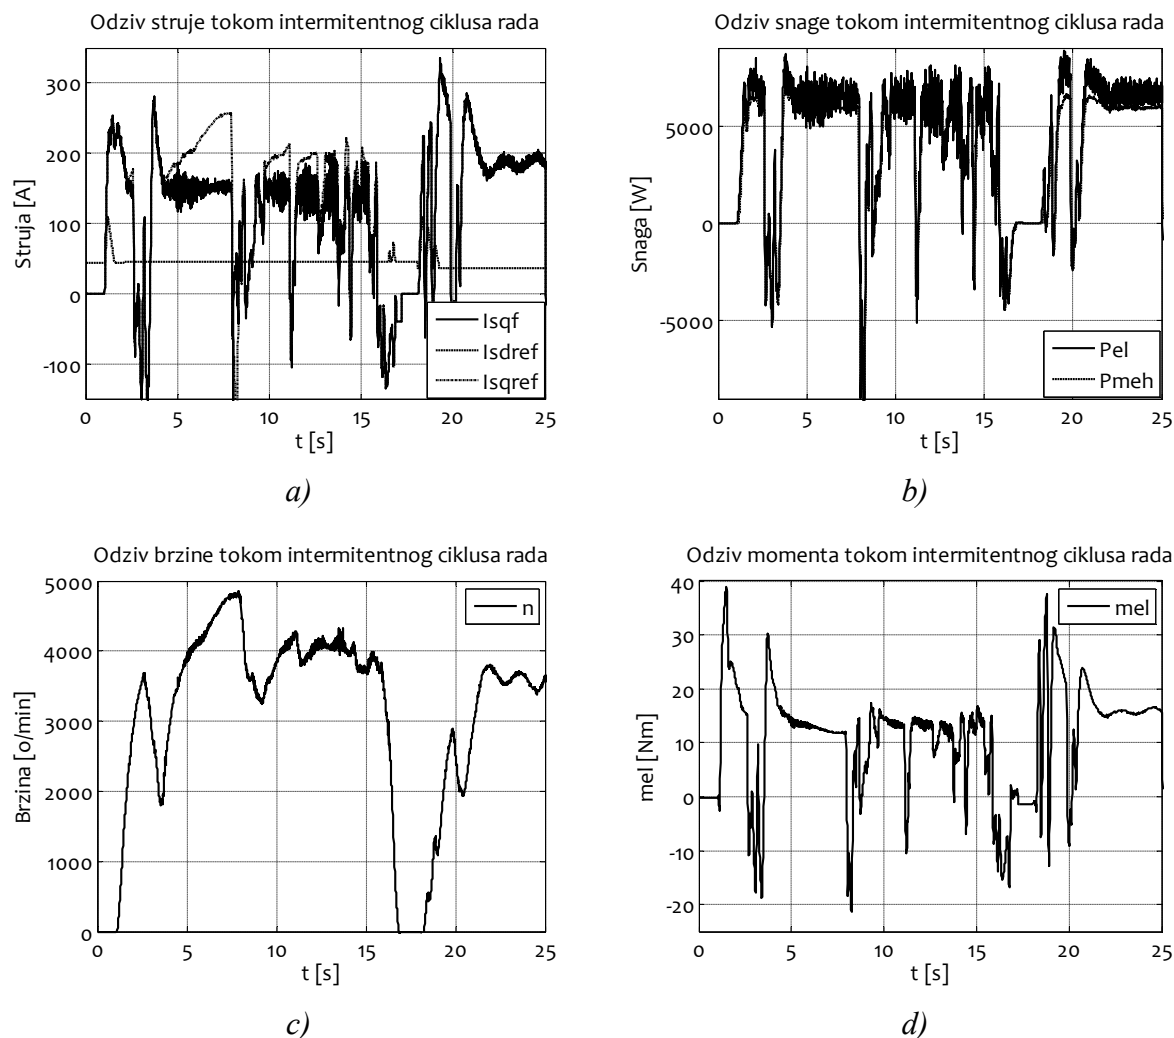 Odziv struje tokom intermitentnog ciklusa rada
300
200
100
0
-100
Struja [A]
Isqf
Isdref
Isqref
0 5 10 15 20 25
t [s]
a)
Odziv snage tokom intermitentnog ciklusa rada
5000
0
-5000
Snaga [W]
Pel
Pmeh
0 5 10 15 20 25
t [s]
b)
Odziv brzine tokom intermitentnog ciklusa rada
5000
4000
3000
2000
1000
0
Brzina [o/min]
n
0 5 10 15 20 25
t [s]
c)
Odziv momenta tokom intermitentnog ciklusa rada
40
30
20
10
0
-10
-20
mel [Nm]
mel
0 5 10 15 20 25
t [s]
d)